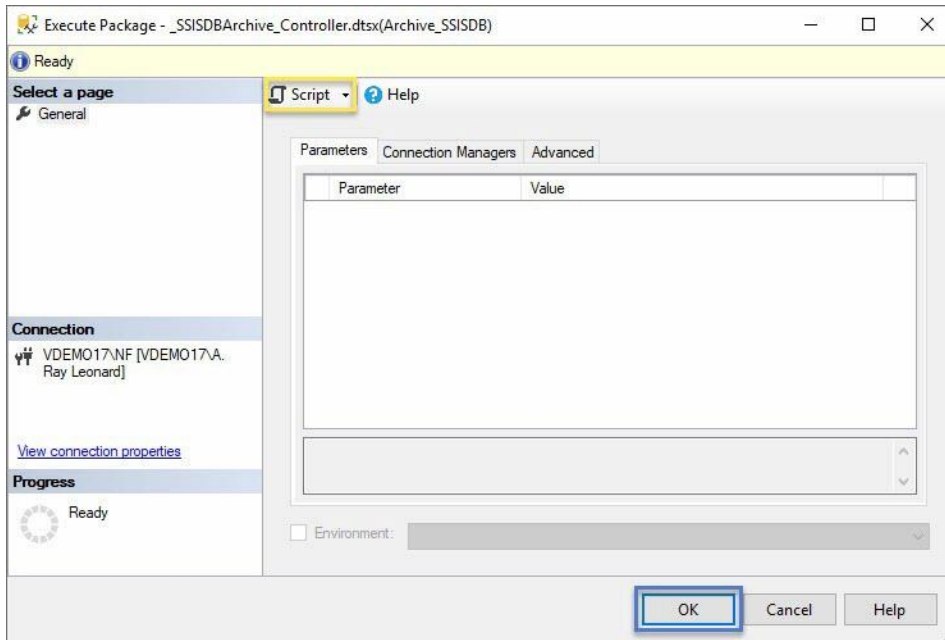 Execute Package - _SSISDBArchive_Controller.dtsx(Archive_SSISDB)
Ready
Select a page
General
Script
Help
Parameters
Connection Managers
Advanced
Parameter
Value
Connection
VDEMO17\NF [VDEMO17\A.
Ray Leonard]
View connection properties
Progress
Ready
Environment:
OK
Cancel
Help